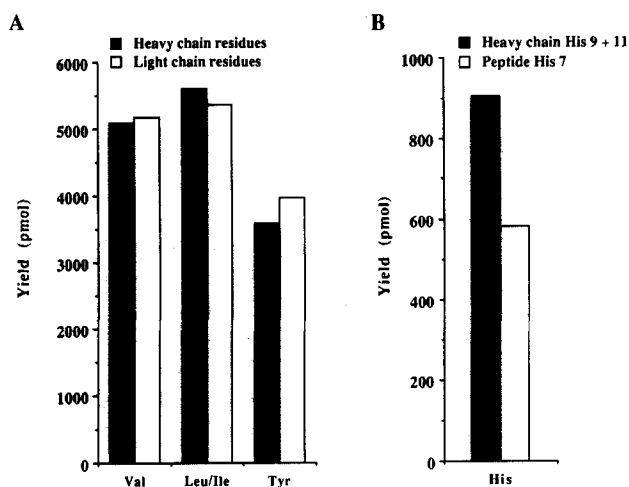 A
Heavy chain residues
Light chain residues
Yield (pmol)
6000
5000
4000
3000
2000
1000
0
Val Leu/Ile Tyr
B
Heavy chain His 9 + 11
Peptide His 7
Yield (pmol)
1000
800
600
400
200
0
His